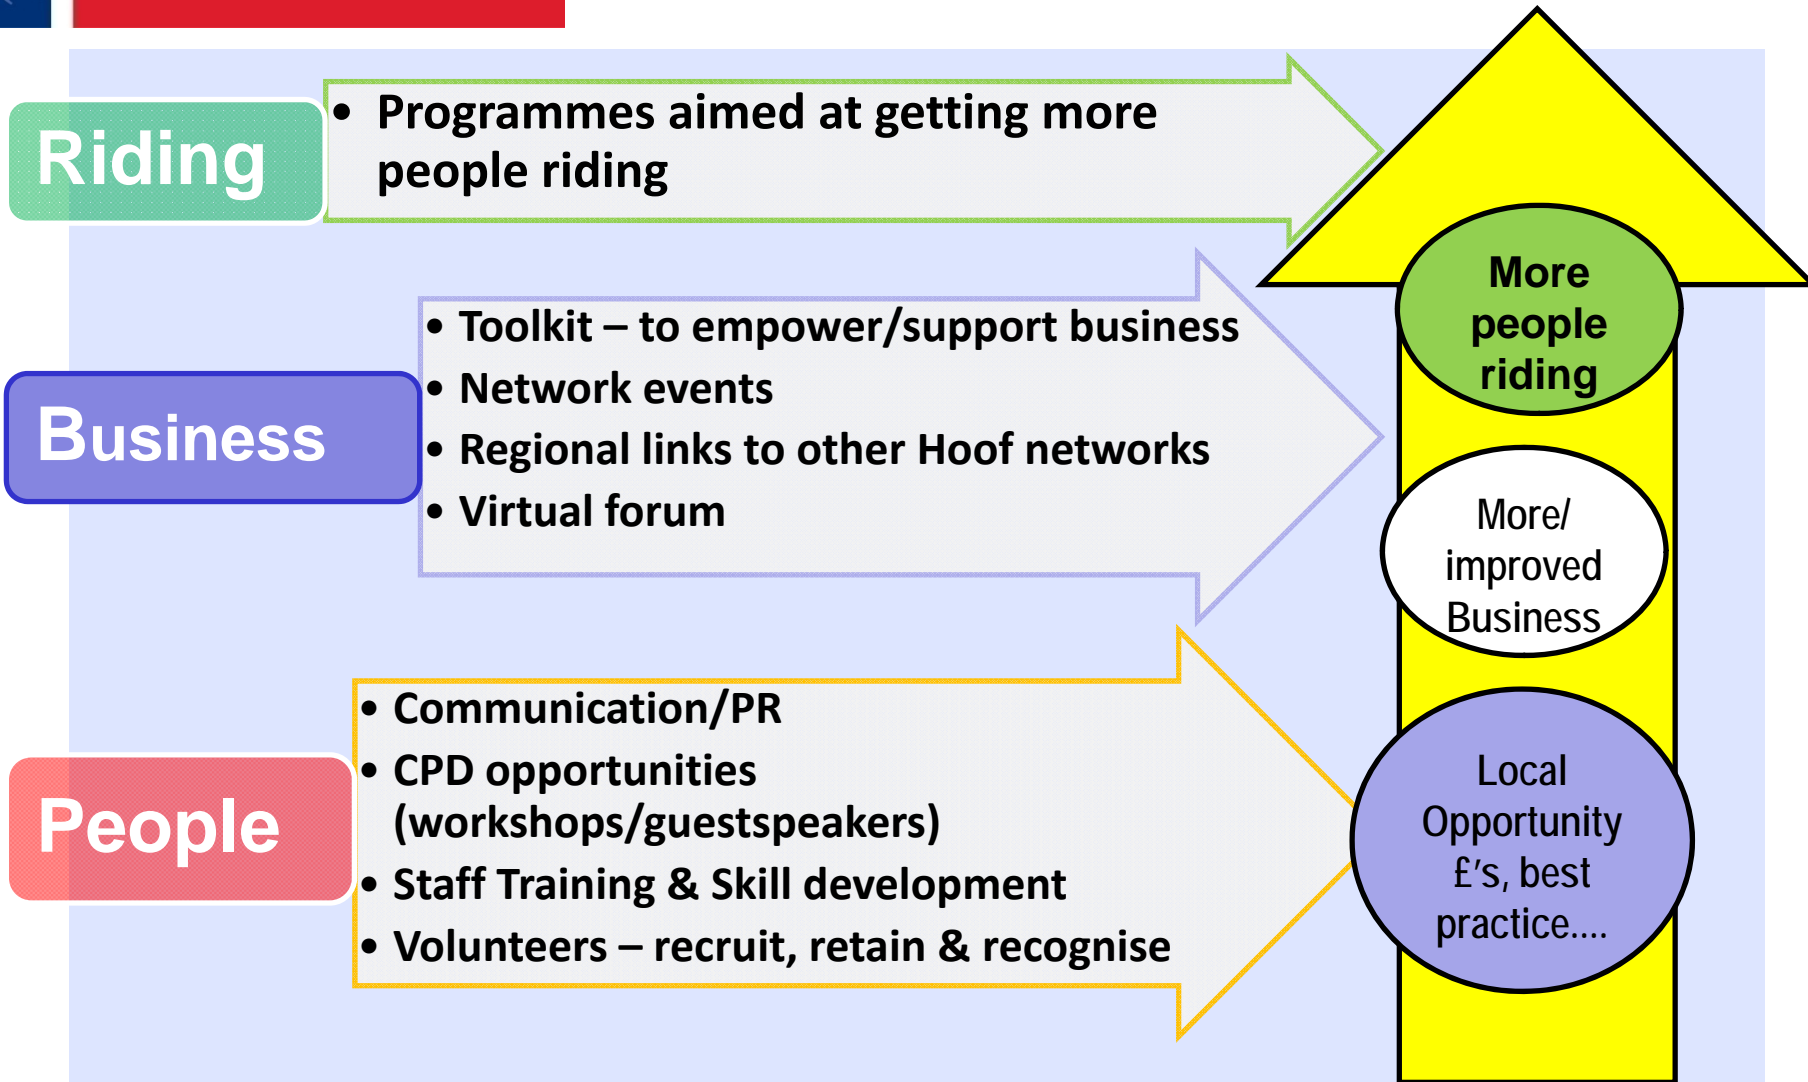 Riding
• Programmes aimed at getting more
people riding
Business
• Toolkit – to empower/support business
• Network events
• Regional links to other Hoof networks
• Virtual forum
People
• Communication/PR
• CPD opportunities
(workshops/guestspeakers)
• Staff Training & Skill development
• Volunteers – recruit, retain & recognise
More
people
riding
More/
improved
Business
Local
Opportunity
£'s, best
practice....